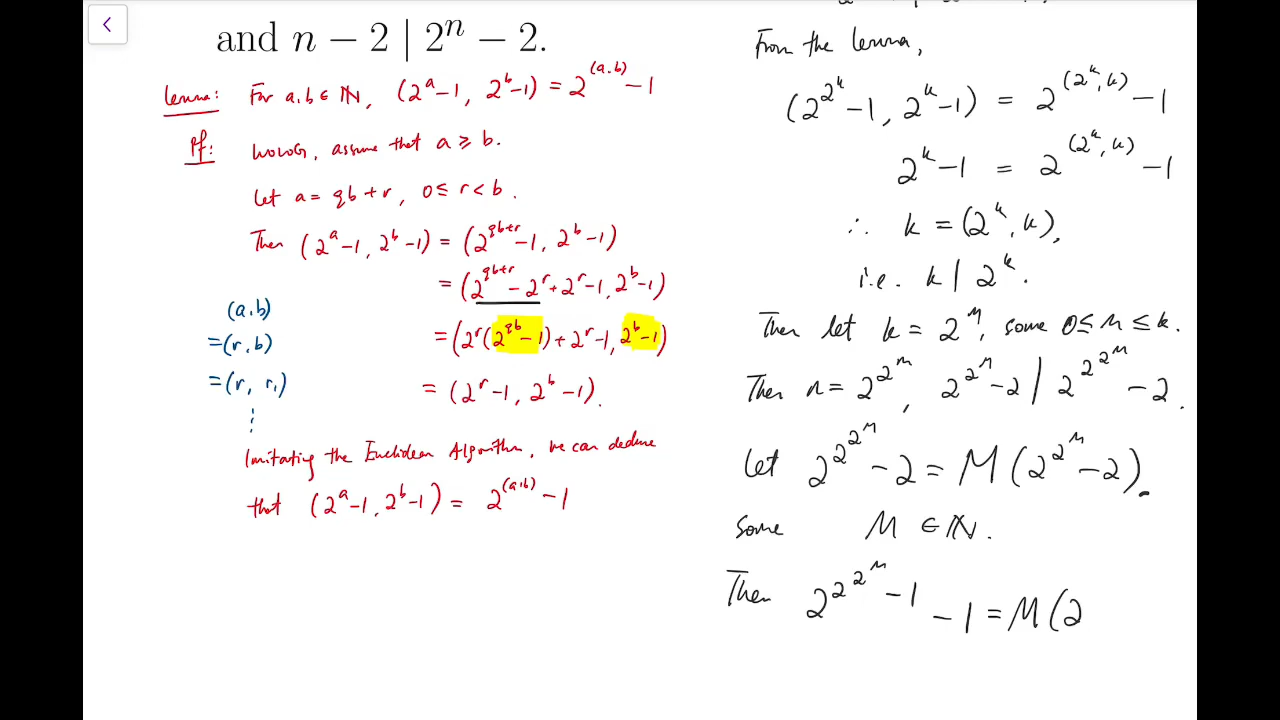 and n − 2 | 2^n − 2.
Lemma: For a,b ∈ ℕ, (2^a −1, 2^b −1) = 2^(a,b) −1
Pf: WOLOG, assume that a ⩾ b.
Let a = qb + r, 0 ≤ r < b.
Then (2^a −1, 2^b −1) = (2^{qb+r} −1, 2^b −1)
= (2^{qb+r} − 2^r + 2^r −1, 2^b −1)
= (2^r (2^{qb} −1) + 2^r −1, 2^b −1)
= (2^r −1, 2^b −1).
(a,b)
= (r, b)
= (r, r₁)
⋮
Imitating the Euclidean Algorithm, we can deduce
that (2^a −1, 2^b −1) = 2^(a,b) −1
From the lemma,
(2^{2^k} −1, 2^k −1) = 2^{(2^k, k)} −1
2^k −1 = 2^{(2^k, k)} −1
∴ k = (2^k, k),
i.e. k | 2^k.
Then let k = 2^m, some 0 ≤ m ≤ k.
Then n = 2^{2^m}, 2^{2^m} −2 | 2^{2^{2^m}} −2.
Let 2^{2^{2^m}} −2 = M(2^{2^m} −2).
some M ∈ ℕ.
Then 2^{2^{2^m} −1} −1 = M(2